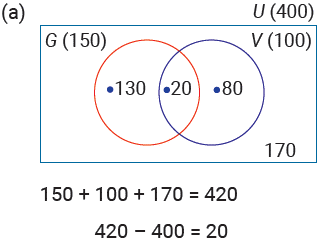 (a)
U (400)
G (150) V (100)
130 20 80
170
150 + 100 + 170 = 420
420 − 400 = 20